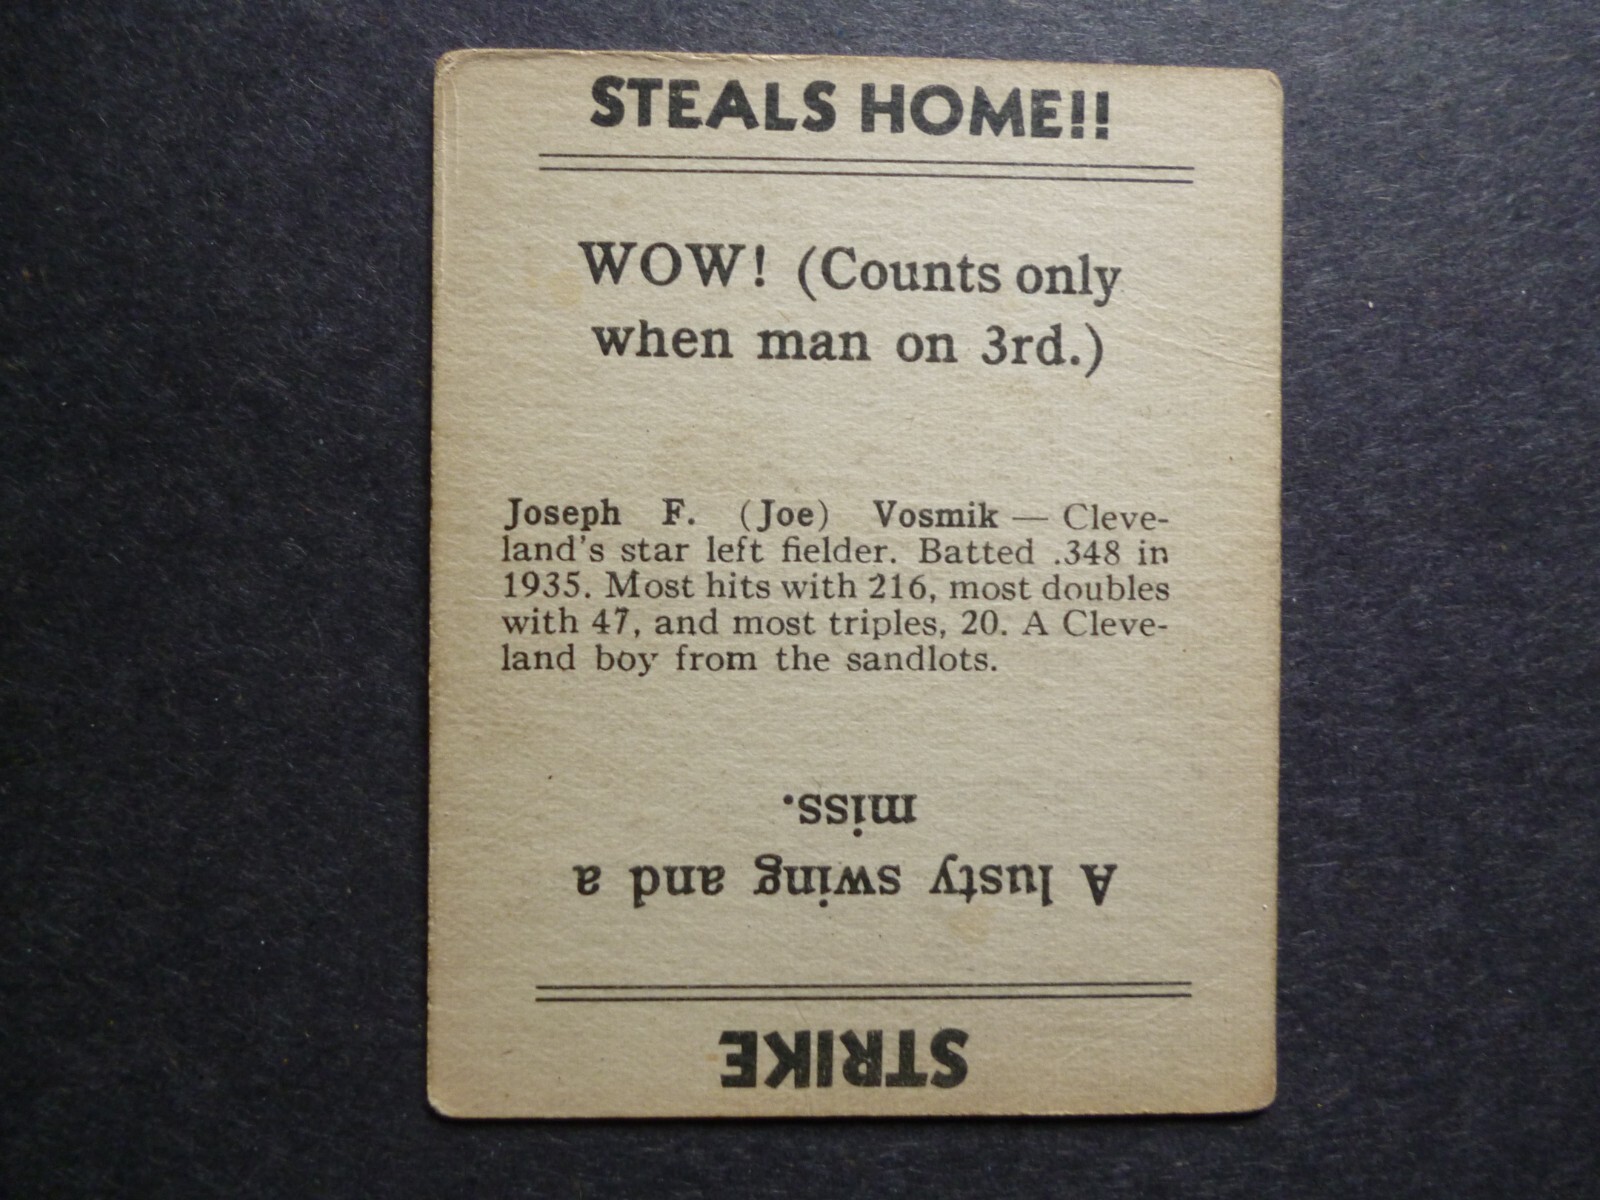 STEALS HOME!!
WOW! (Counts only
when man on 3rd.)
Joseph F. (Joe) Vosmik — Cleve-
land's star left fielder. Batted .348 in
1935. Most hits with 216, most doubles
with 47, and most triples, 20. A Cleve-
land boy from the sandlots.
STRIKE
A lusty swing and a
miss.